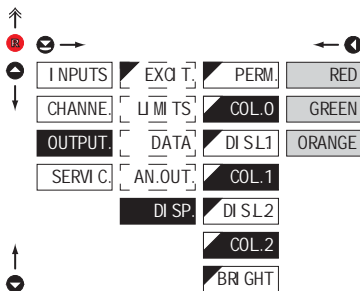 R
INPUTS EXCIT. PERM. RED
CHANNE. LIMITS COL.0 GREEN
OUTPUT. DATA DISL.1 ORANGE
SERVIC. AN.OUT. COL.1
DISP. DISL.2
COL.2
BRIGHT